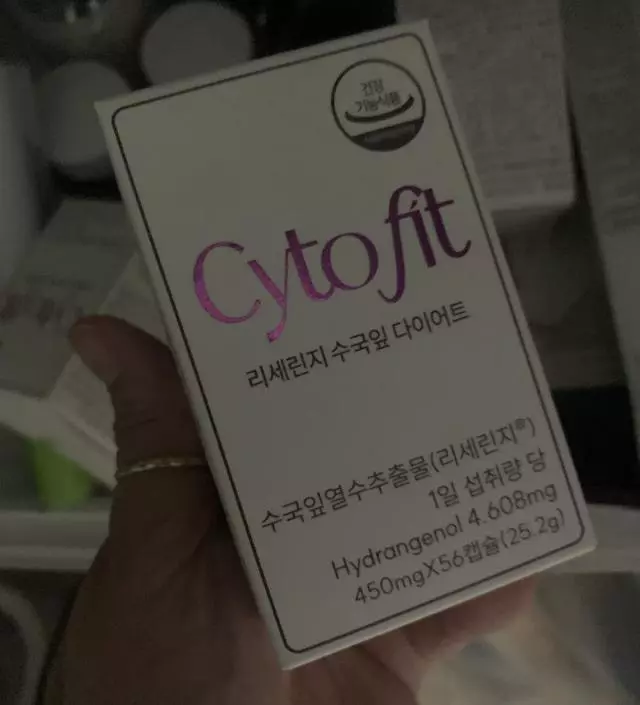 건강
기능식품
Cytofit
리세린지 수국잎 다이어트
수국잎열수추출물(리세린지®)
1일 섭취량 당
Hydrangenol 4.608mg
450mgX56캡슐(25.2g)